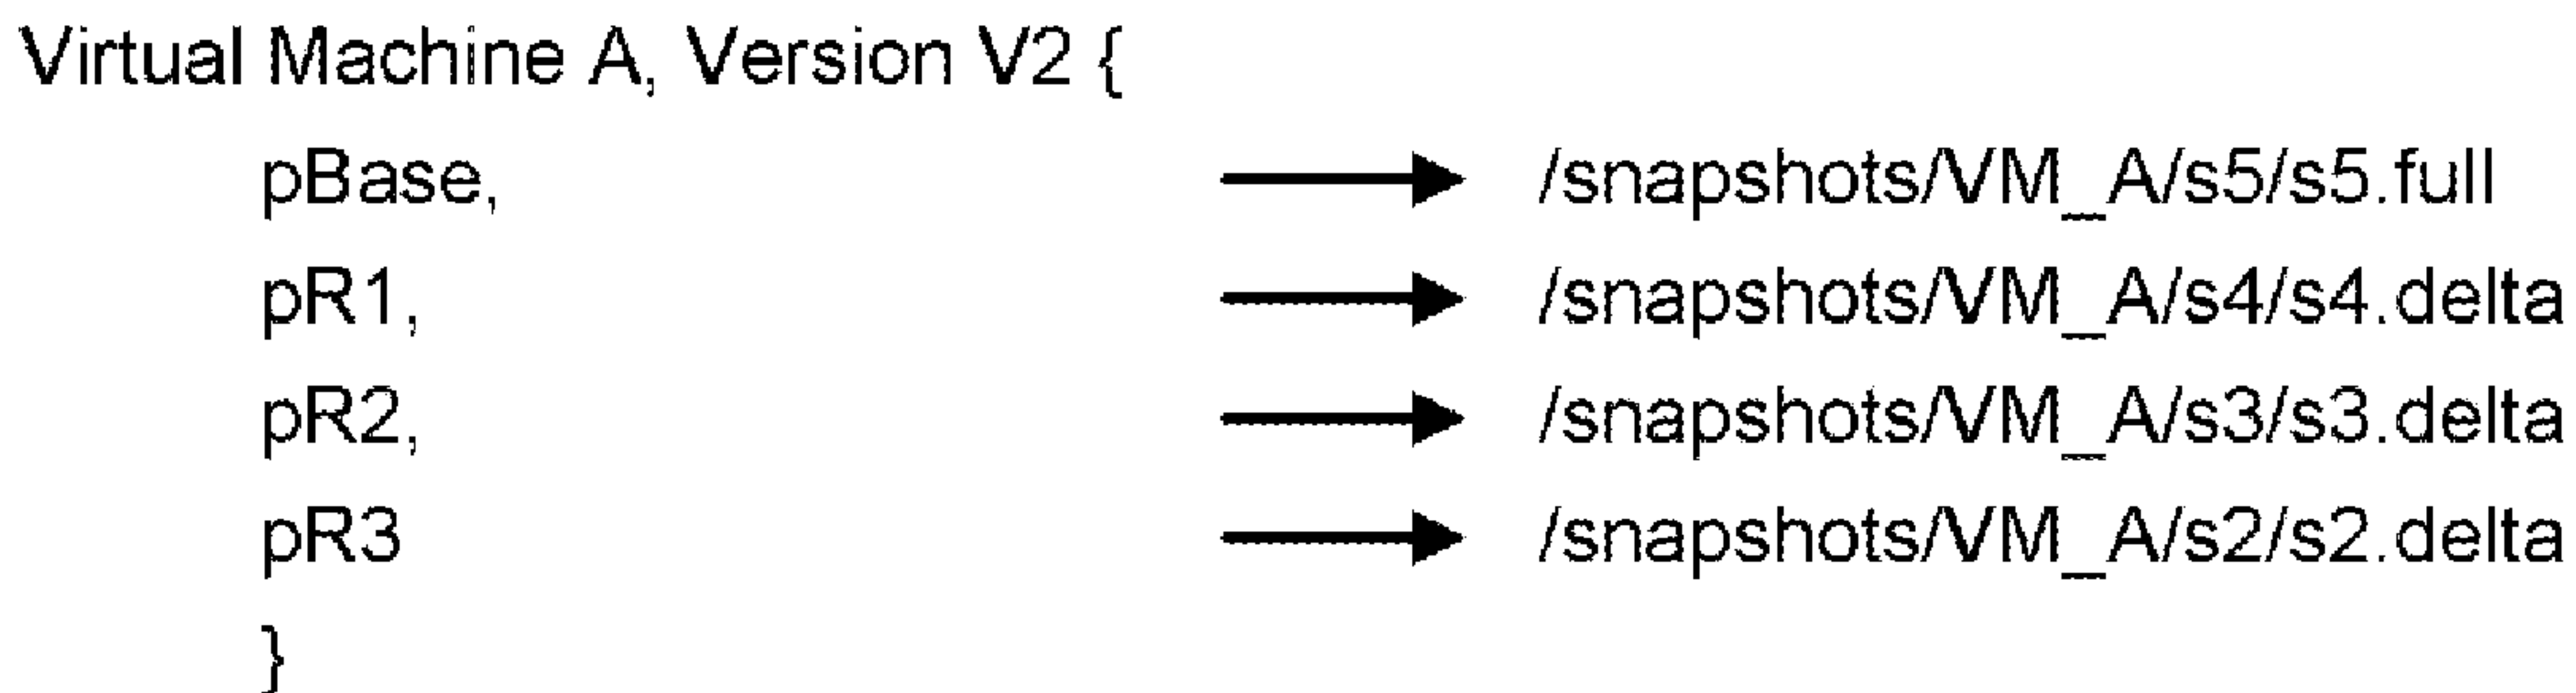 Virtual Machine A, Version V2 {
pBase, → /snapshots/VM_A/s5/s5.full
pR1, → /snapshots/VM_A/s4/s4.delta
pR2, → /snapshots/VM_A/s3/s3.delta
pR3 → /snapshots/VM_A/s2/s2.delta
}